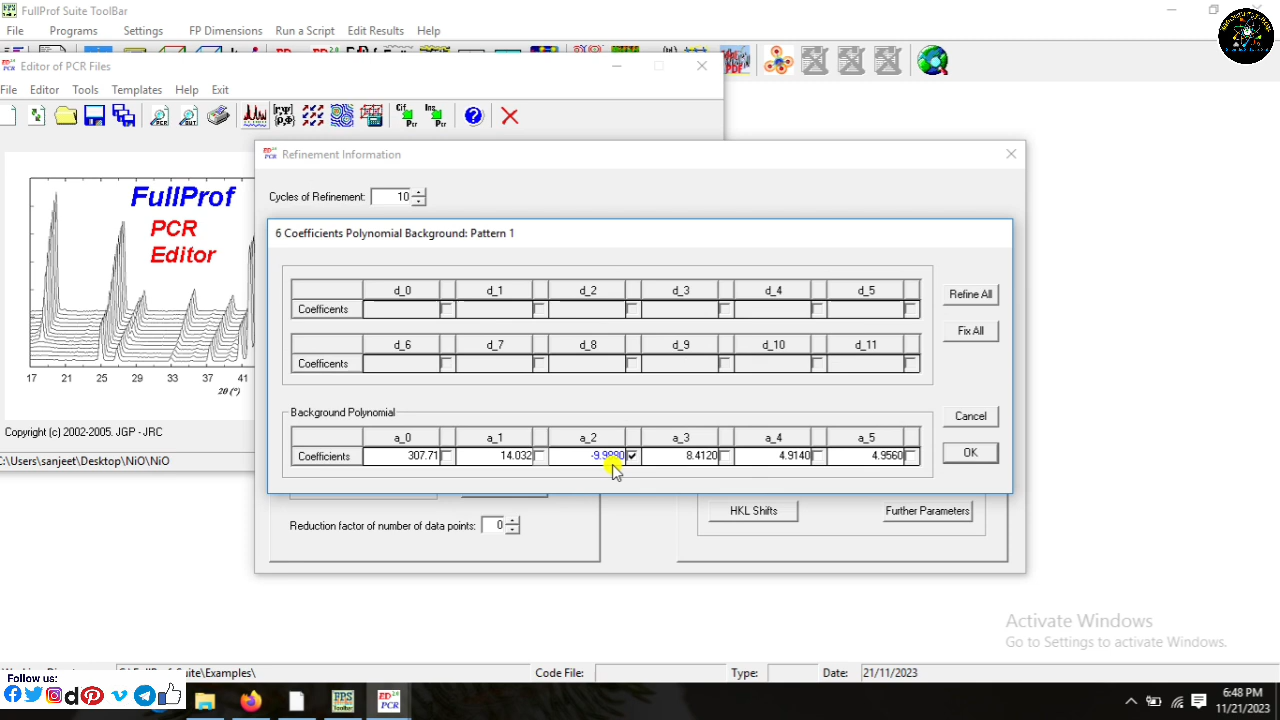 FullProf Suite ToolBar
File Programs Settings FP Dimensions Run a Script Edit Results Help
Editor of PCR Files
File Editor Tools Templates Help Exit
FullProf
PCR
Editor
17 21 25 29 33 37 41
2θ (°)
Copyright (c) 2002-2005. JGP - JRC
C:\Users\sanjeet\Desktop\NiO\NiO
Refinement Information
Cycles of Refinement: 10
6 Coefficients Polynomial Background: Pattern 1
d_0 d_1 d_2 d_3 d_4 d_5
Coefficents
d_6 d_7 d_8 d_9 d_10 d_11
Coefficents
Refine All
Fix All
Background Polynomial
a_0 a_1 a_2 a_3 a_4 a_5
Coefficients 307.71 14.032 8.4120 4.9140 4.9560
Cancel
OK
HKL Shifts Further Parameters
Reduction factor of number of data points: 0
Activate Windows
Go to Settings to activate Windows.
Code File: Type: Date: 21/11/2023
Follow us:
6:48 PM
11/21/2023